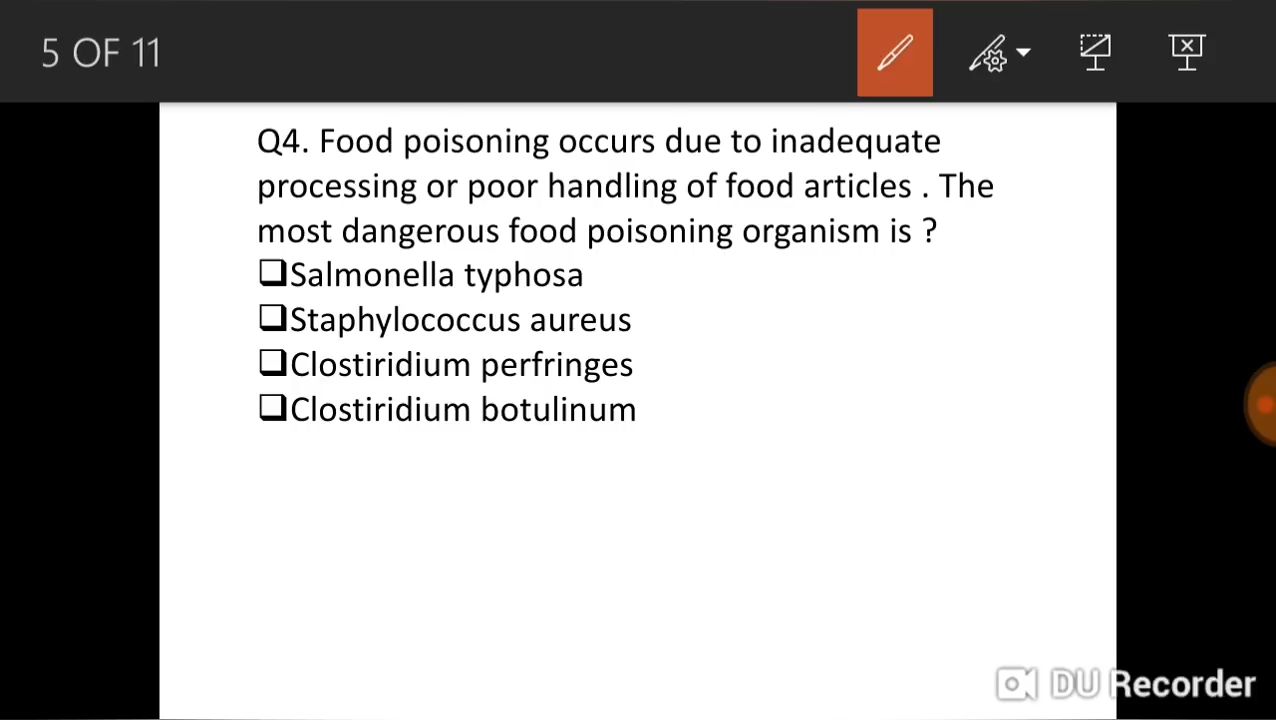 5 OF 11
Q4. Food poisoning occurs due to inadequate
processing or poor handling of food articles . The
most dangerous food poisoning organism is ?
❑Salmonella typhosa
❑Staphylococcus aureus
❑Clostiridium perfringes
❑Clostiridium botulinum
DU Recorder